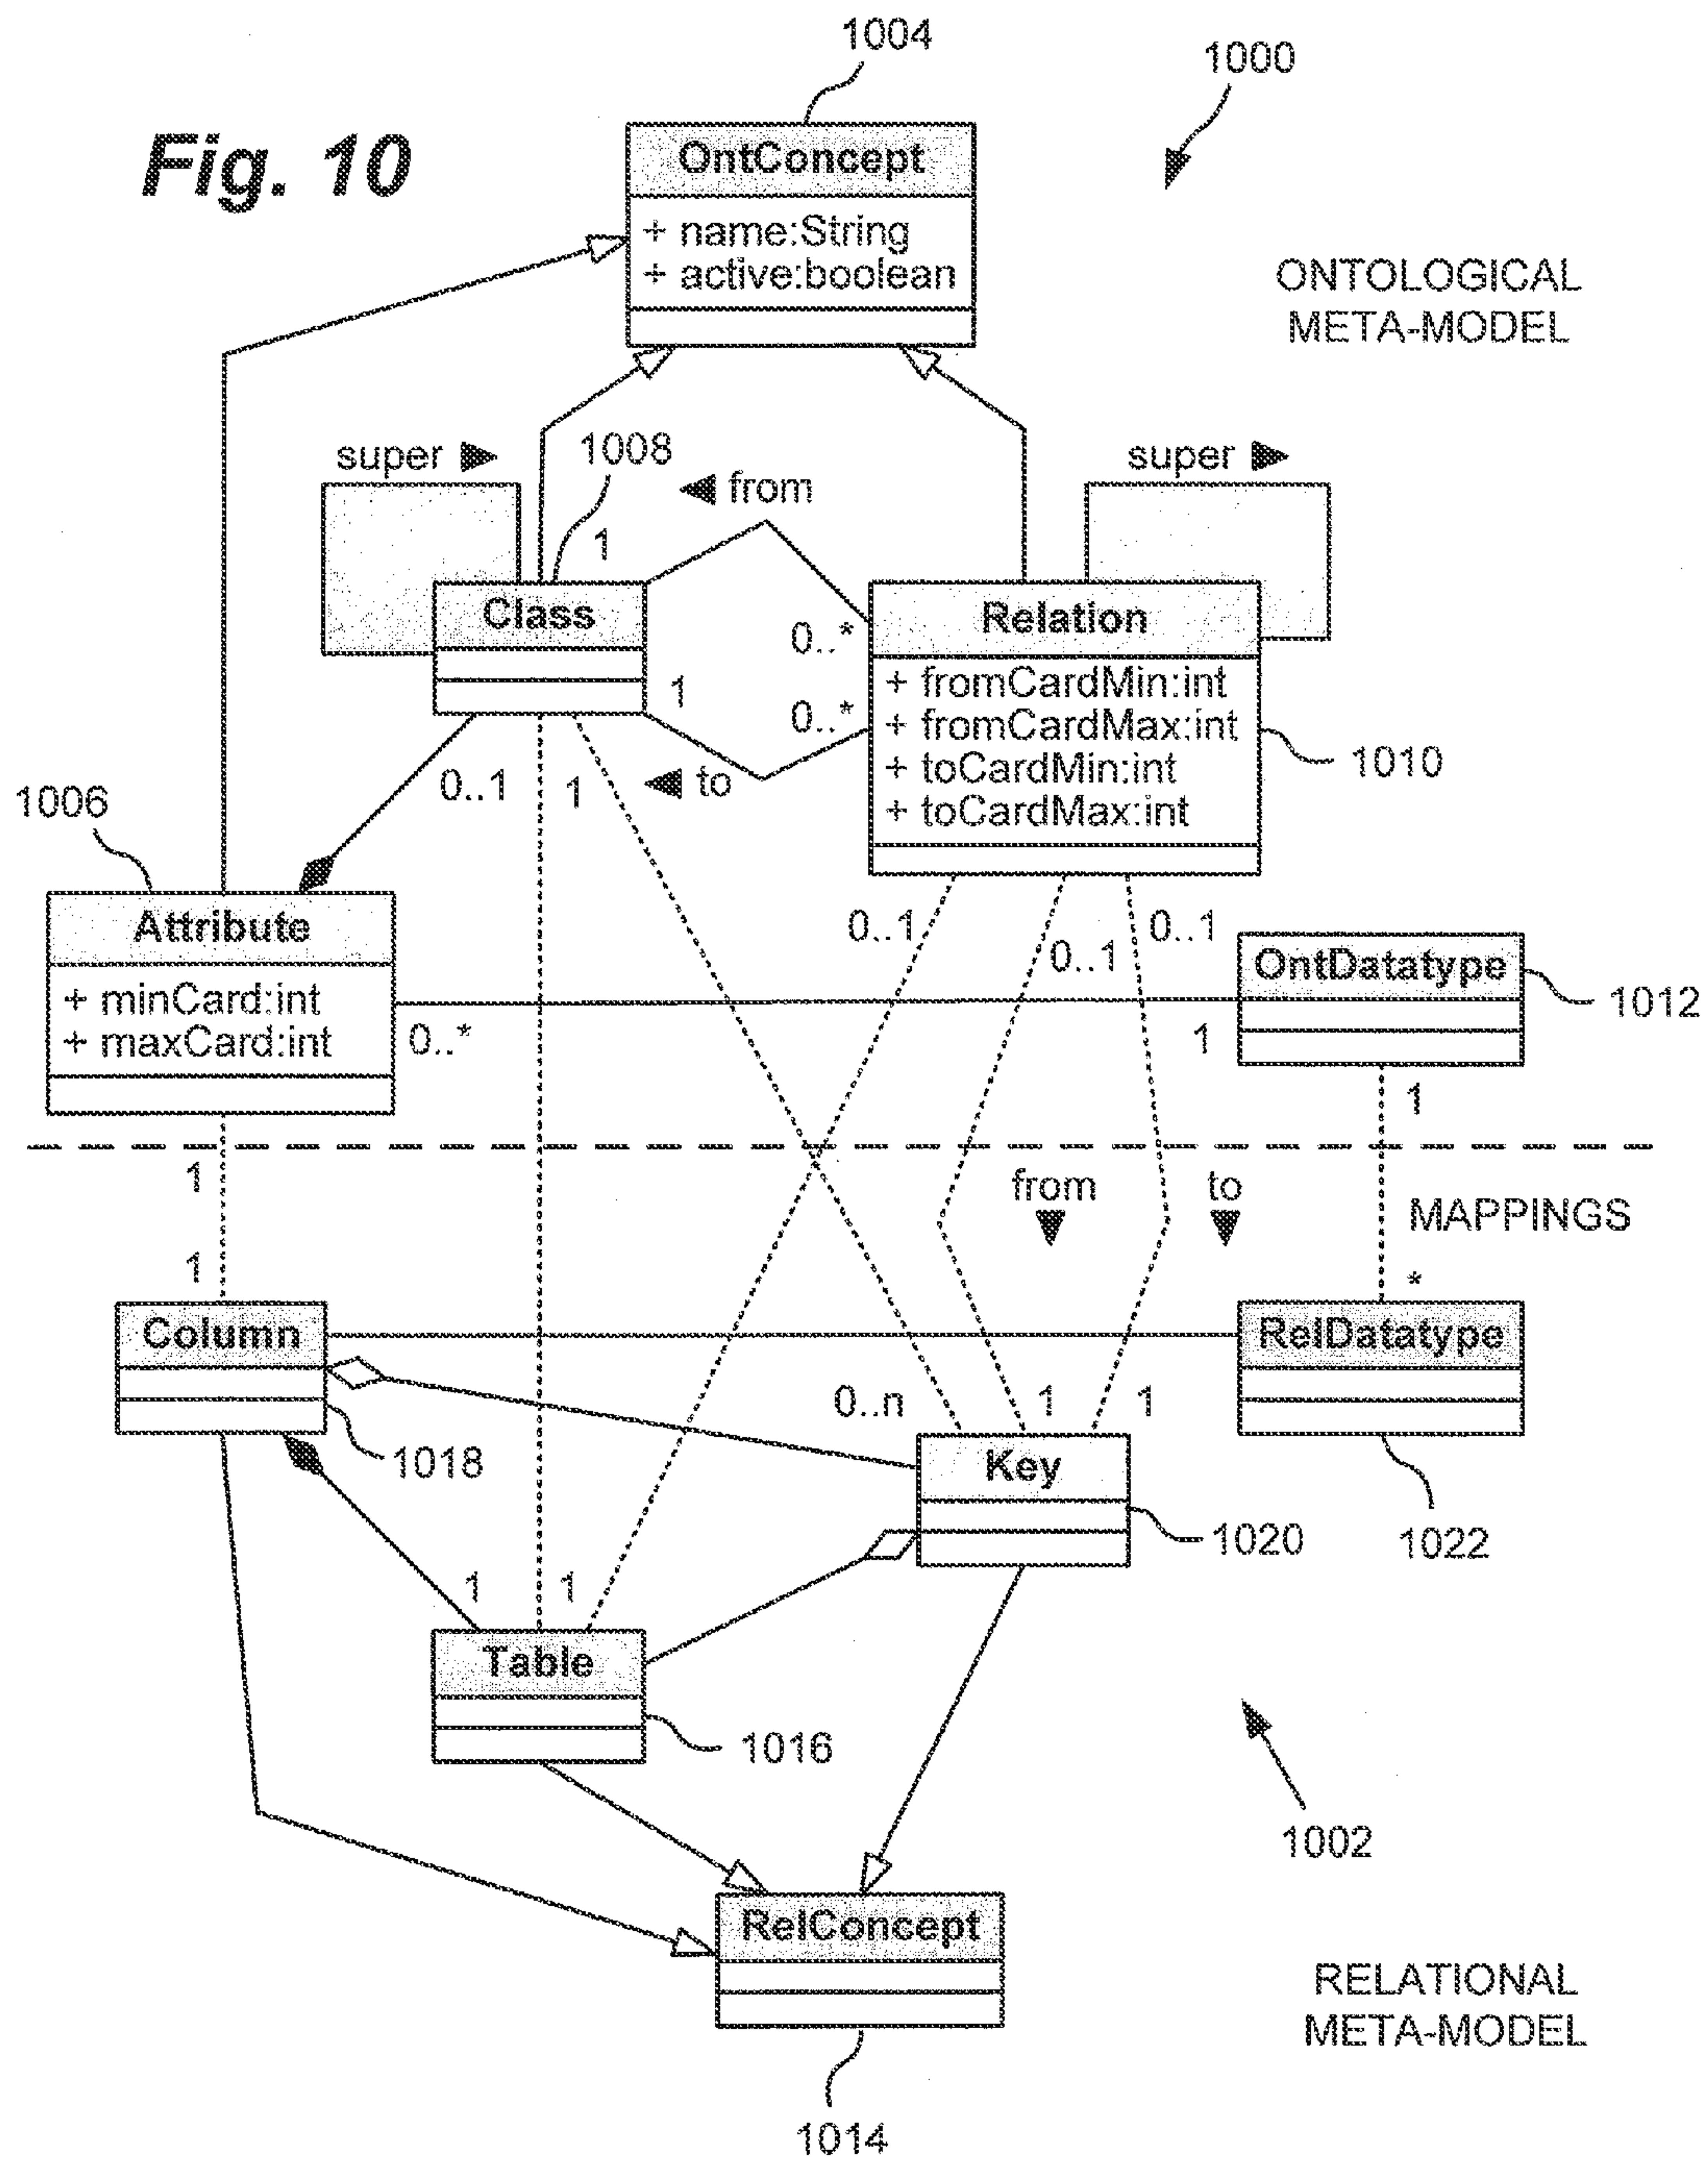 1004
1000
Fig. 10
OntConcept
+ name:String
+ active:boolean
ONTOLOGICAL
META-MODEL
super ►
1008
◄ from
super ►
1
Class
Relation
0..*
+ fromCardMin:int
1
0..*
+ fromCardMax:int
+ toCardMin:int
+ toCardMax:int
1010
0..1
1
◄ to
1006
Attribute
+ minCard:int
+ maxCard:int
0..*
0..1
0..1
0..1
OntDatatype
1012
1
1
1
from
▼
to
▼
MAPPINGS
1
*
Column
RelDatatype
0..n
1
1
1018
Key
1020
1022
1
1
Table
1016
1002
RelConcept
RELATIONAL
META-MODEL
1014